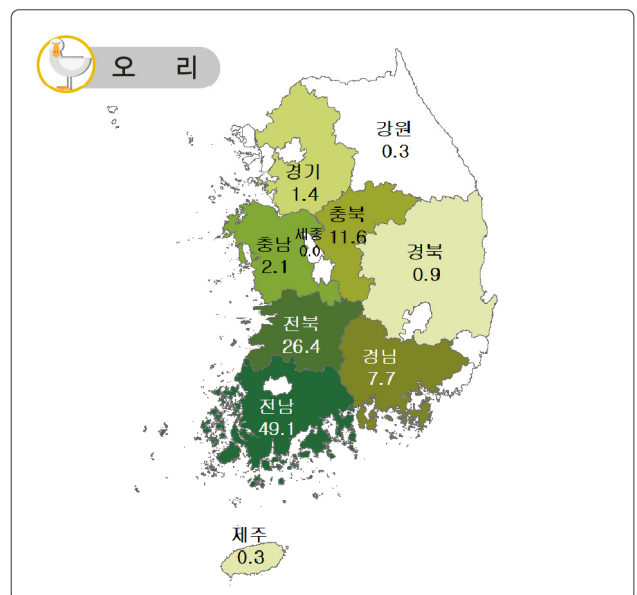 오 리
강원
0.3
경기
1.4
충북
11.6
세종
0.0
충남
2.1
경북
0.9
전북
26.4
경남
7.7
전남
49.1
제주
0.3